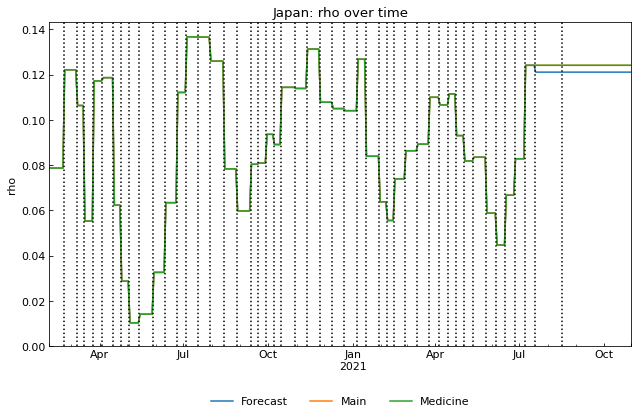 Japan: rho over time
0.14
0.12
0.10
0.08
0.06
0.04
0.02
0.00
rho
Apr Jul Oct Jan Apr Jul Oct
2021
Forecast Main Medicine